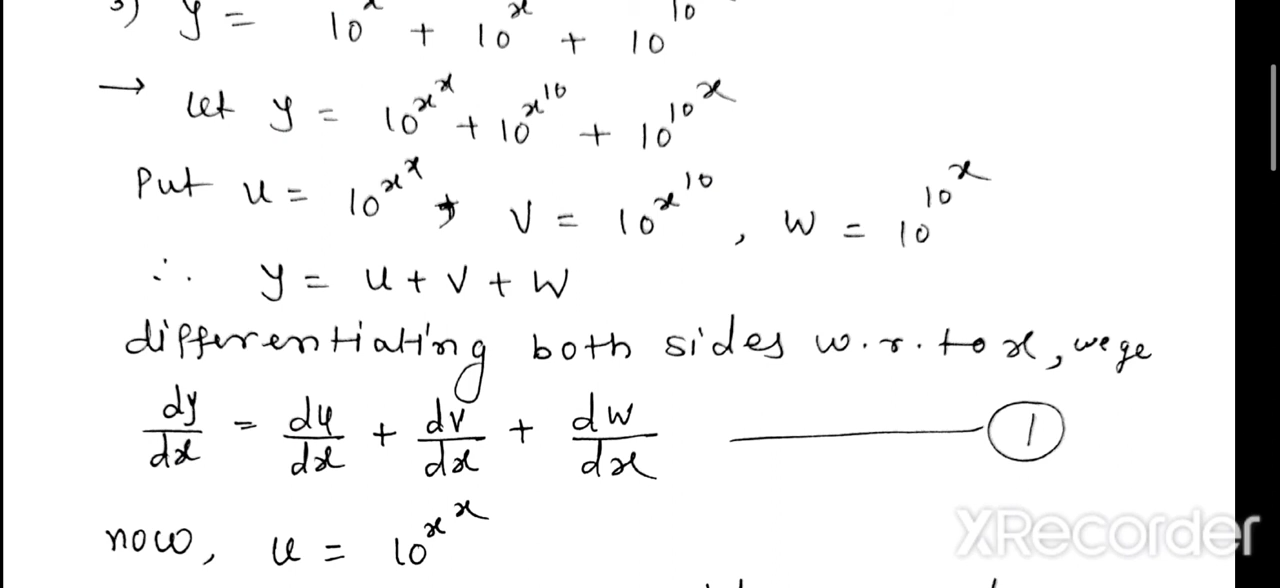 3) y = 10^x + 10^x + 10^10
→ Let y = 10^x^x + 10^x^10 + 10^10^x
Put u = 10^x^x, v = 10^x^10, w = 10^10^x
∴ y = u + v + w
differentiating both sides w.r.to x, we ge
dy/dx = du/dx + dv/dx + dw/dx ——— ①
now, u = 10^x^x
XRecorder